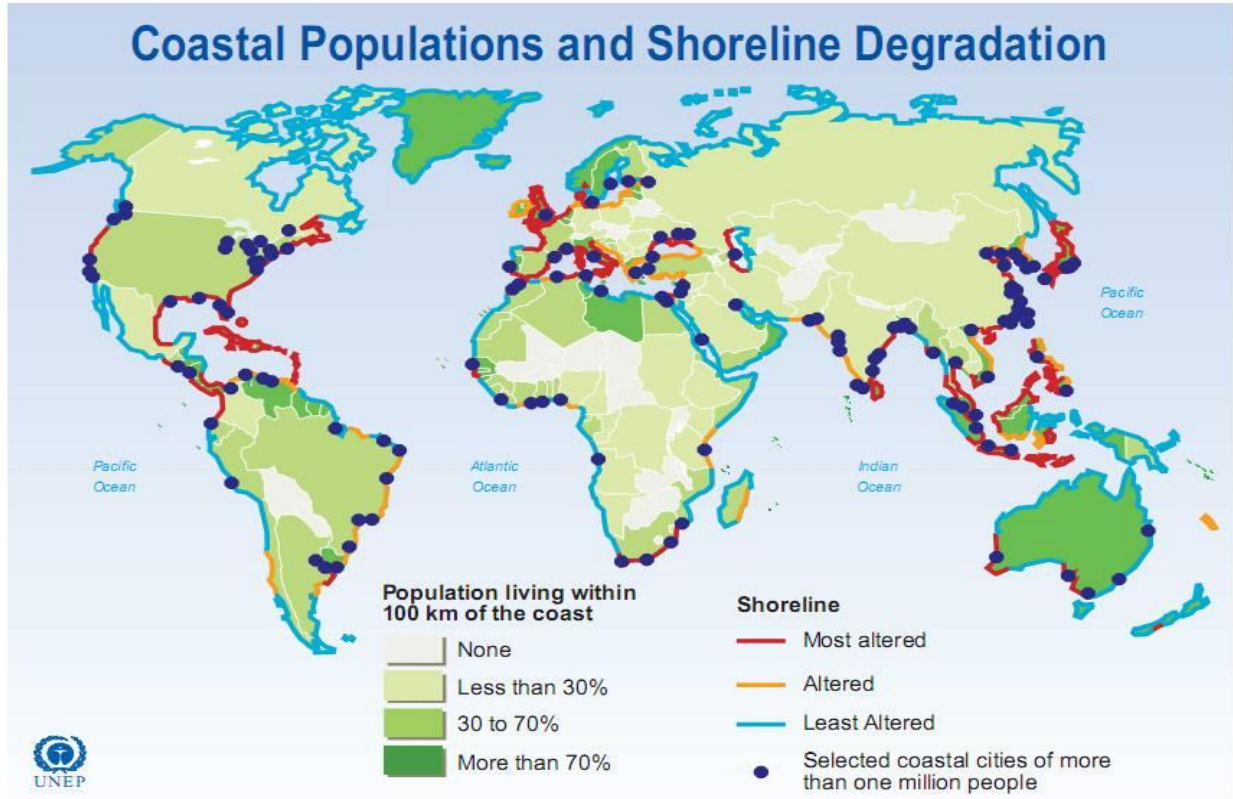 Coastal Populations and Shoreline Degradation
Pacific
Ocean
Pacific
Ocean
Atlantic
Ocean
Indian
Ocean
Population living within
100 km of the coast
None
Less than 30%
30 to 70%
More than 70%
Shoreline
Most altered
Altered
Least Altered
Selected coastal cities of more
than one million people
UNEP